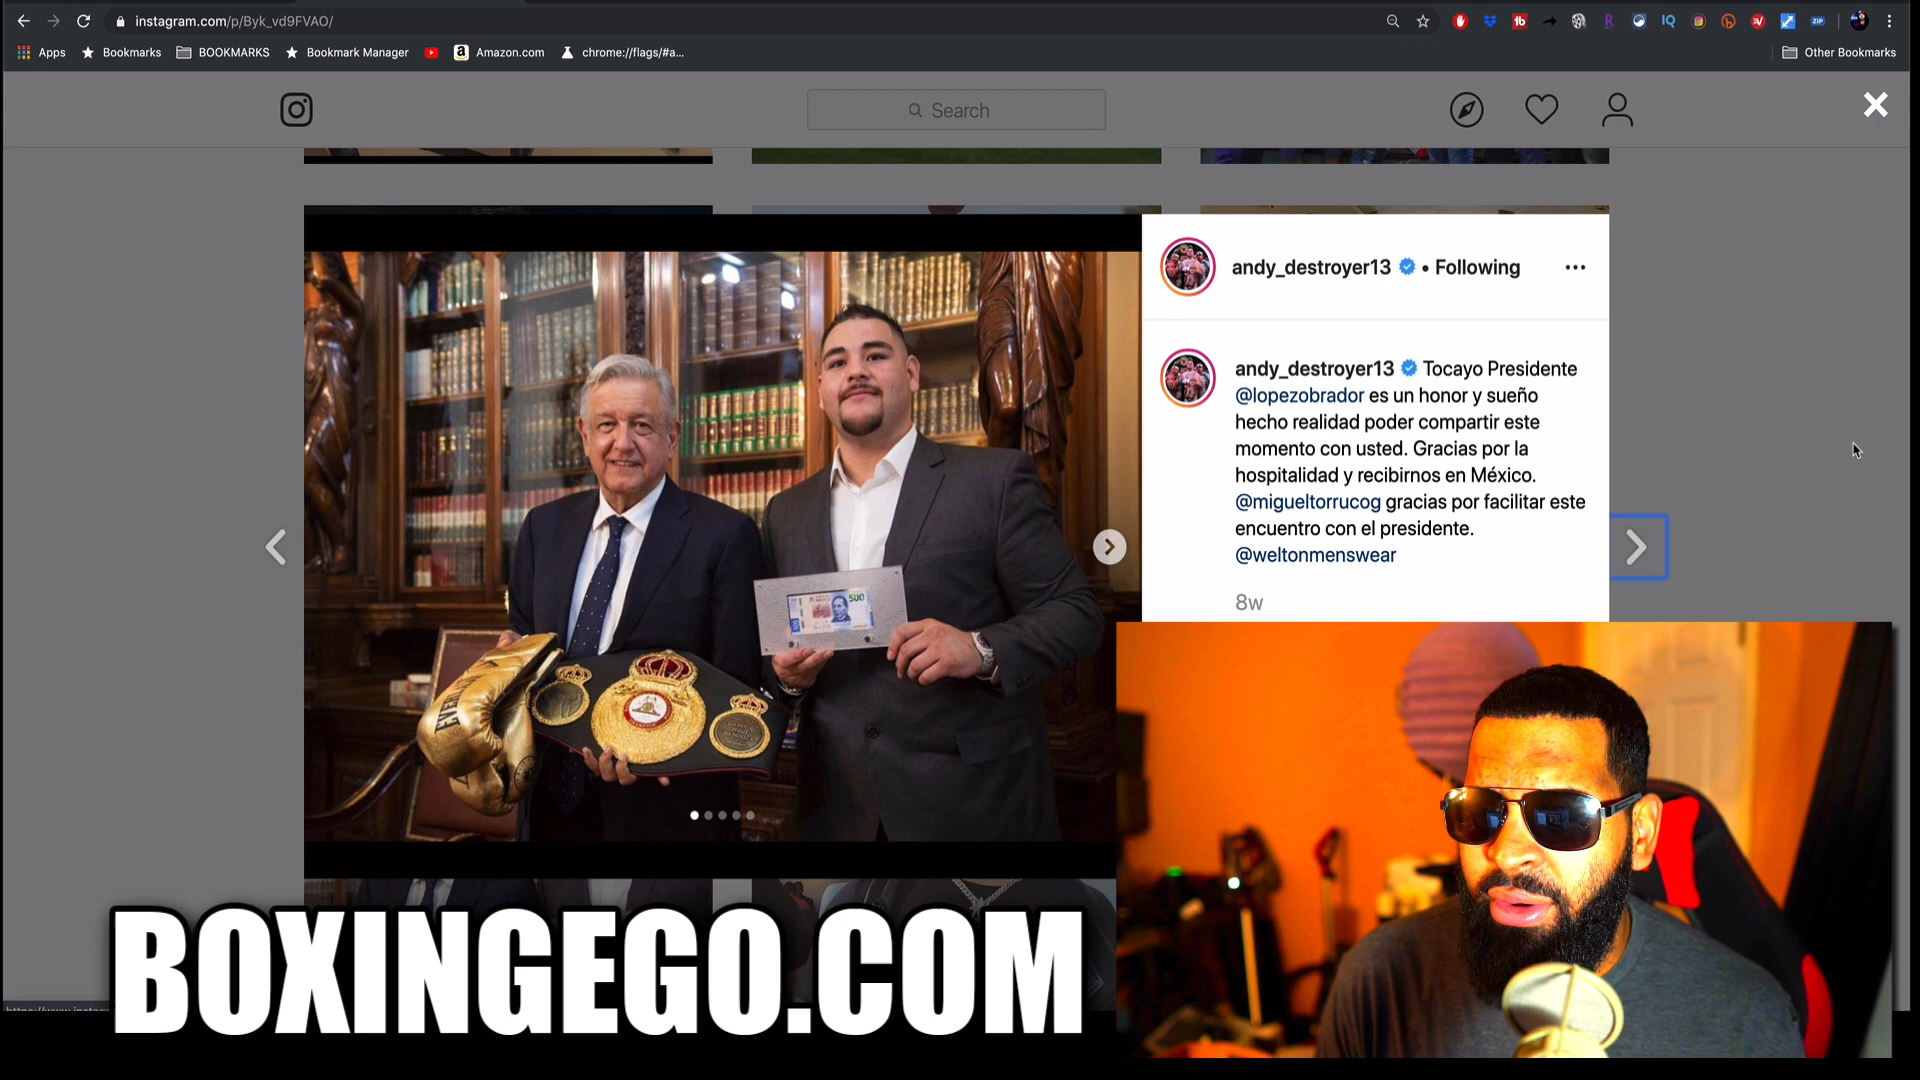 instagram.com/p/Byk_vd9FVAO/
Apps
Bookmarks
BOOKMARKS
Bookmark Manager
Amazon.com
chrome://flags/#a...
Other Bookmarks
Search
andy_destroyer13 • Following
andy_destroyer13 Tocayo Presidente
@lopezobrador es un honor y sueño
hecho realidad poder compartir este
momento con usted. Gracias por la
hospitalidad y recibirnos en México.
@migueltorrucog gracias por facilitar este
encuentro con el presidente.
@weltonmenswear
8w
500
BOXINGEGO.COM